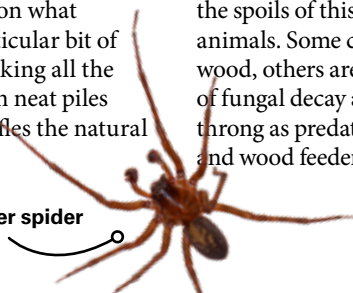 on what
ticular bit of
king all the
n neat piles
fles the natural
er spider
the spoils of this
animals. Some
wood, others are
of fungal decay
throng as predat
and wood feeder